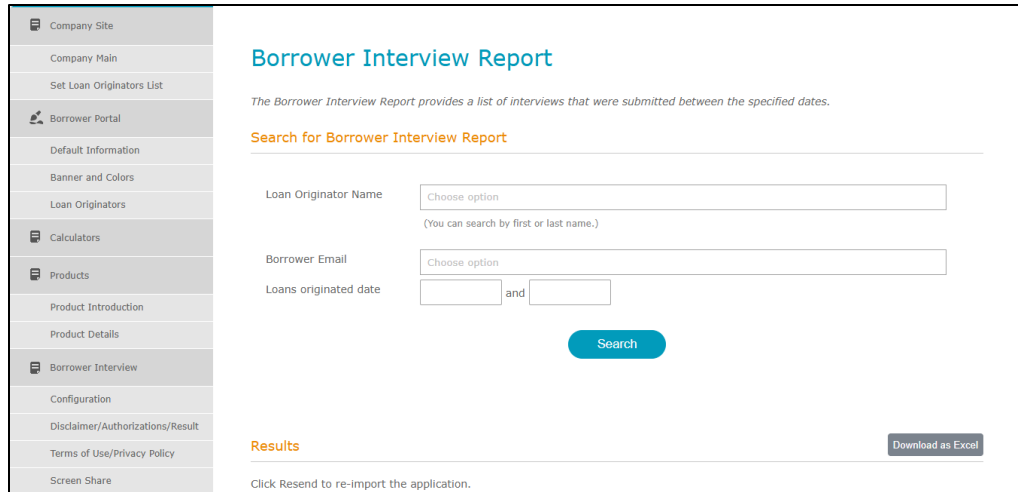 Company Site
Company Main
Set Loan Originators List
Borrower Portal
Default Information
Banner and Colors
Loan Originators
Calculators
Products
Product Introduction
Product Details
Borrower Interview
Configuration
Disclaimer/Authorizations/Result
Terms of Use/Privacy Policy
Screen Share
Borrower Interview Report
The Borrower Interview Report provides a list of interviews that were submitted between the specified dates.
Search for Borrower Interview Report
Loan Originator Name
Choose option
(You can search by first or last name.)
Borrower Email
Choose option
Loans originated date
and
Search
Results
Download as Excel
Click Resend to re-import the application.